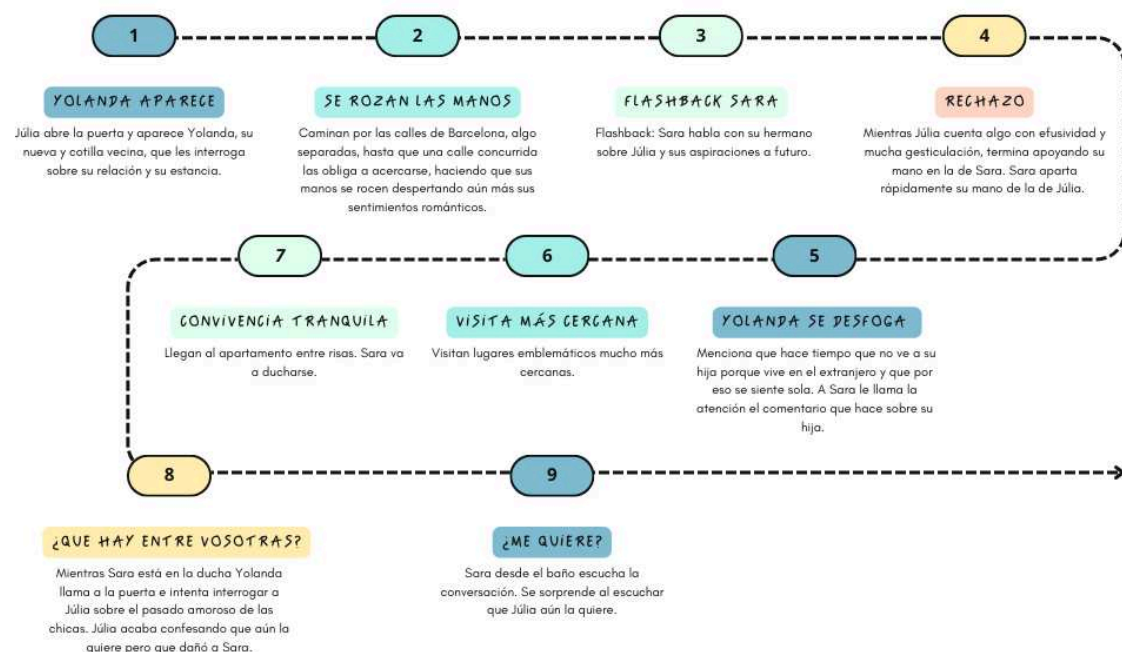 1
2
3
4
YOLANDA APARECE
Júlia abre la puerta y aparece Yolanda, su
nueva y cotilla vecina, que les interroga
sobre su relación y su estancia.
SE ROZAN LAS MANOS
Caminan por las calles de Barcelona, algo
separadas, hasta que una calle concurrida
las obliga a acercarse, haciendo que sus
manos se rocen despertando aún más sus
sentimientos románticos.
FLASHBACK SARA
Flashback: Sara habla con su hermano
sobre Júlia y sus aspiraciones a futuro.
RECHAZO
Mientras Júlia cuenta algo con efusividad y
mucha gesticulación, termina apoyando su
mano en la de Sara. Sara aparta
rápidamente su mano de la de Júlia.
7
6
5
CONVIVENCIA TRANQUILA
Llegan al apartamento entre risas. Sara va
a ducharse.
VISITA MÁS CERCANA
Visitan lugares emblemáticos mucho más
cercanas.
YOLANDA SE DESFOGA
Menciona que hace tiempo que no ve a su
hija porque vive en el extranjero y que por
eso se siente sola. A Sara le llama la
atención el comentario que hace sobre su
hija.
8
9
¿QUE HAY ENTRE VOSOTRAS?
Mientras Sara está en la ducha Yolanda
llama a la puerta e intenta interrogar a
Júlia sobre el pasado amoroso de las
chicas. Júlia acaba confesando que aún la
quiere pero que dañó a Sara.
¿ME QUIERE?
Sara desde el baño escucha la
conversación. Se sorprende al escuchar
que Júlia aún la quiere.